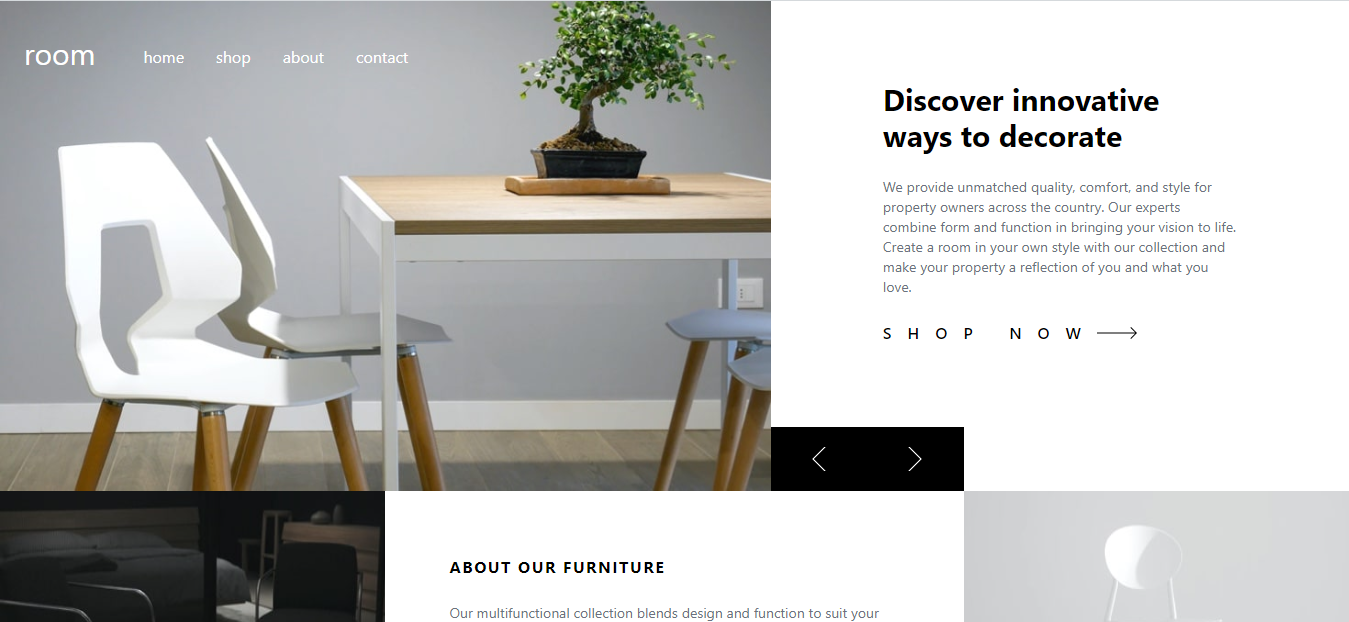 room
home shop about contact
Discover innovative
ways to decorate
We provide unmatched quality, comfort, and style for
property owners across the country. Our experts
combine form and function in bringing your vision to life.
Create a room in your own style with our collection and
make your property a reflection of you and what you
love.
SHOP NOW
ABOUT OUR FURNITURE
Our multifunctional collection blends design and function to suit your